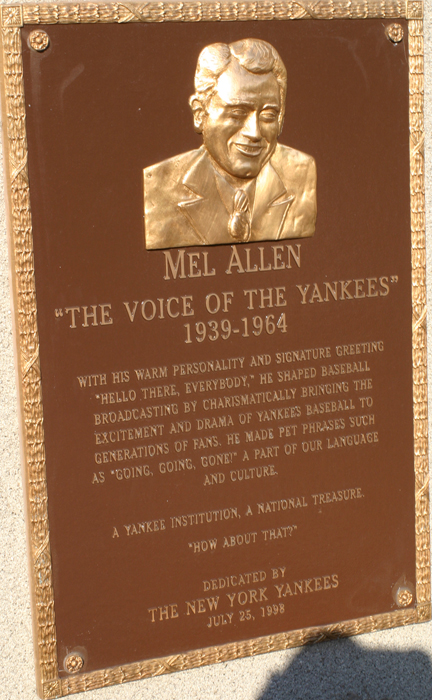 MEL ALLEN
"THE VOICE OF THE YANKEES"
1939-1964
WITH HIS WARM PERSONALITY AND SIGNATURE GREETING
"HELLO THERE, EVERYBODY," HE SHAPED BASEBALL
BROADCASTING BY CHARISMATICALLY BRINGING THE
EXCITEMENT AND DRAMA OF YANKEES BASEBALL TO
GENERATIONS OF FANS. HE MADE PET PHRASES SUCH
AS "GOING, GOING, GONE!" A PART OF OUR LANGUAGE
AND CULTURE.
A YANKEE INSTITUTION, A NATIONAL TREASURE.
"HOW ABOUT THAT?"
DEDICATED BY
THE NEW YORK YANKEES
JULY 25, 1998